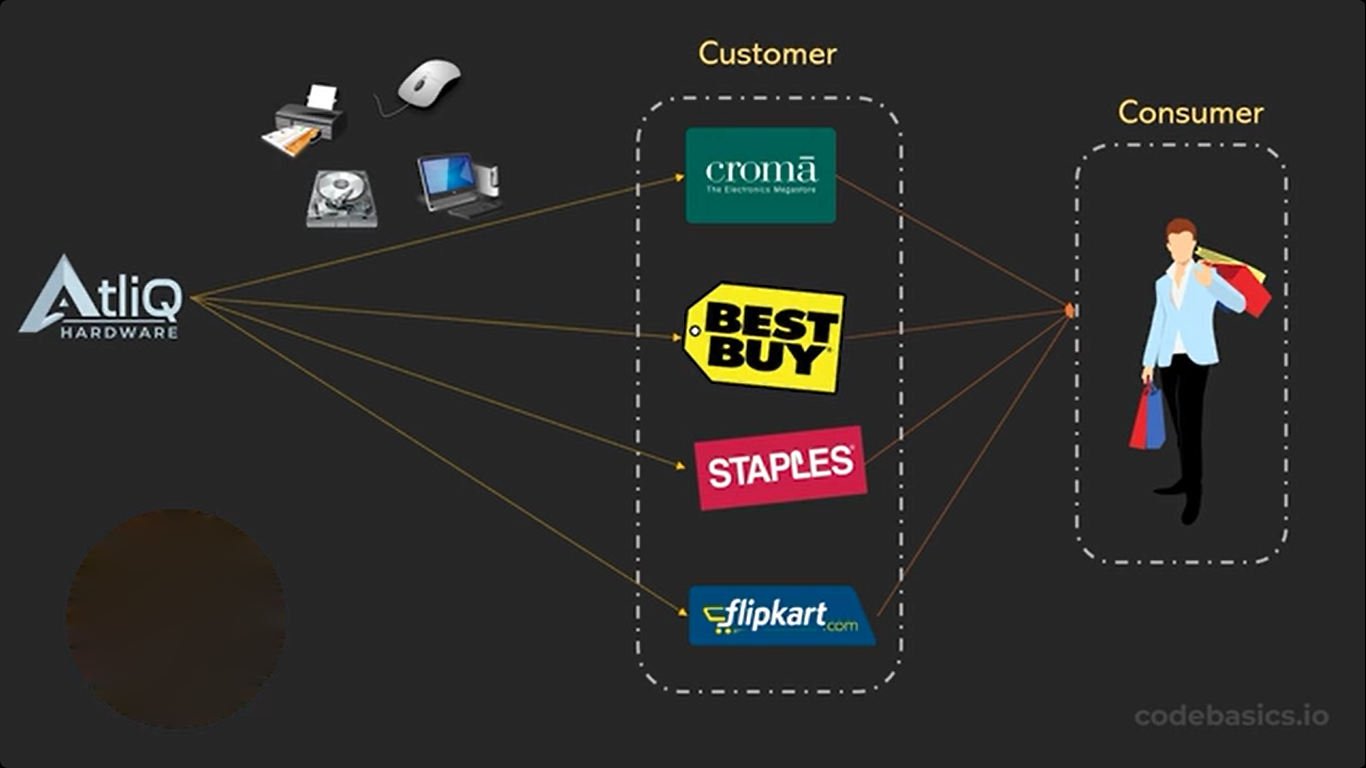 Customer
Consumer
cromā
The Electronics Megastore
AtliQ
HARDWARE
BEST
BUY
STAPLES
flipkart.com
codebasics.io